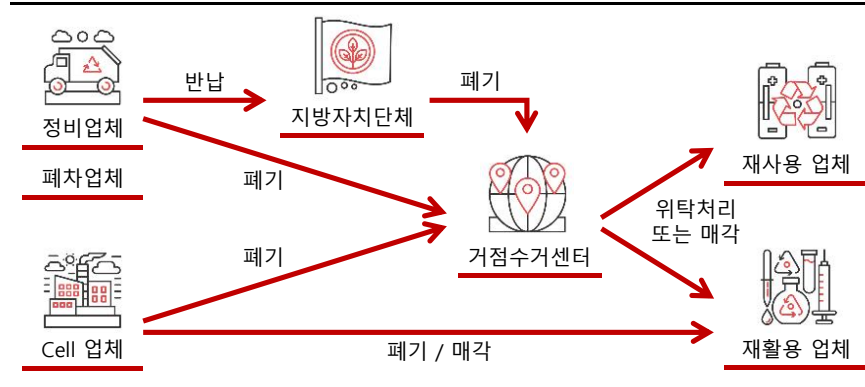 반납
폐기
정비업체
지방자치단체
폐차업체
폐기
재사용 업체
위탁처리
또는 매각
폐기
거점수거센터
Cell 업체
폐기 / 매각
재활용 업체